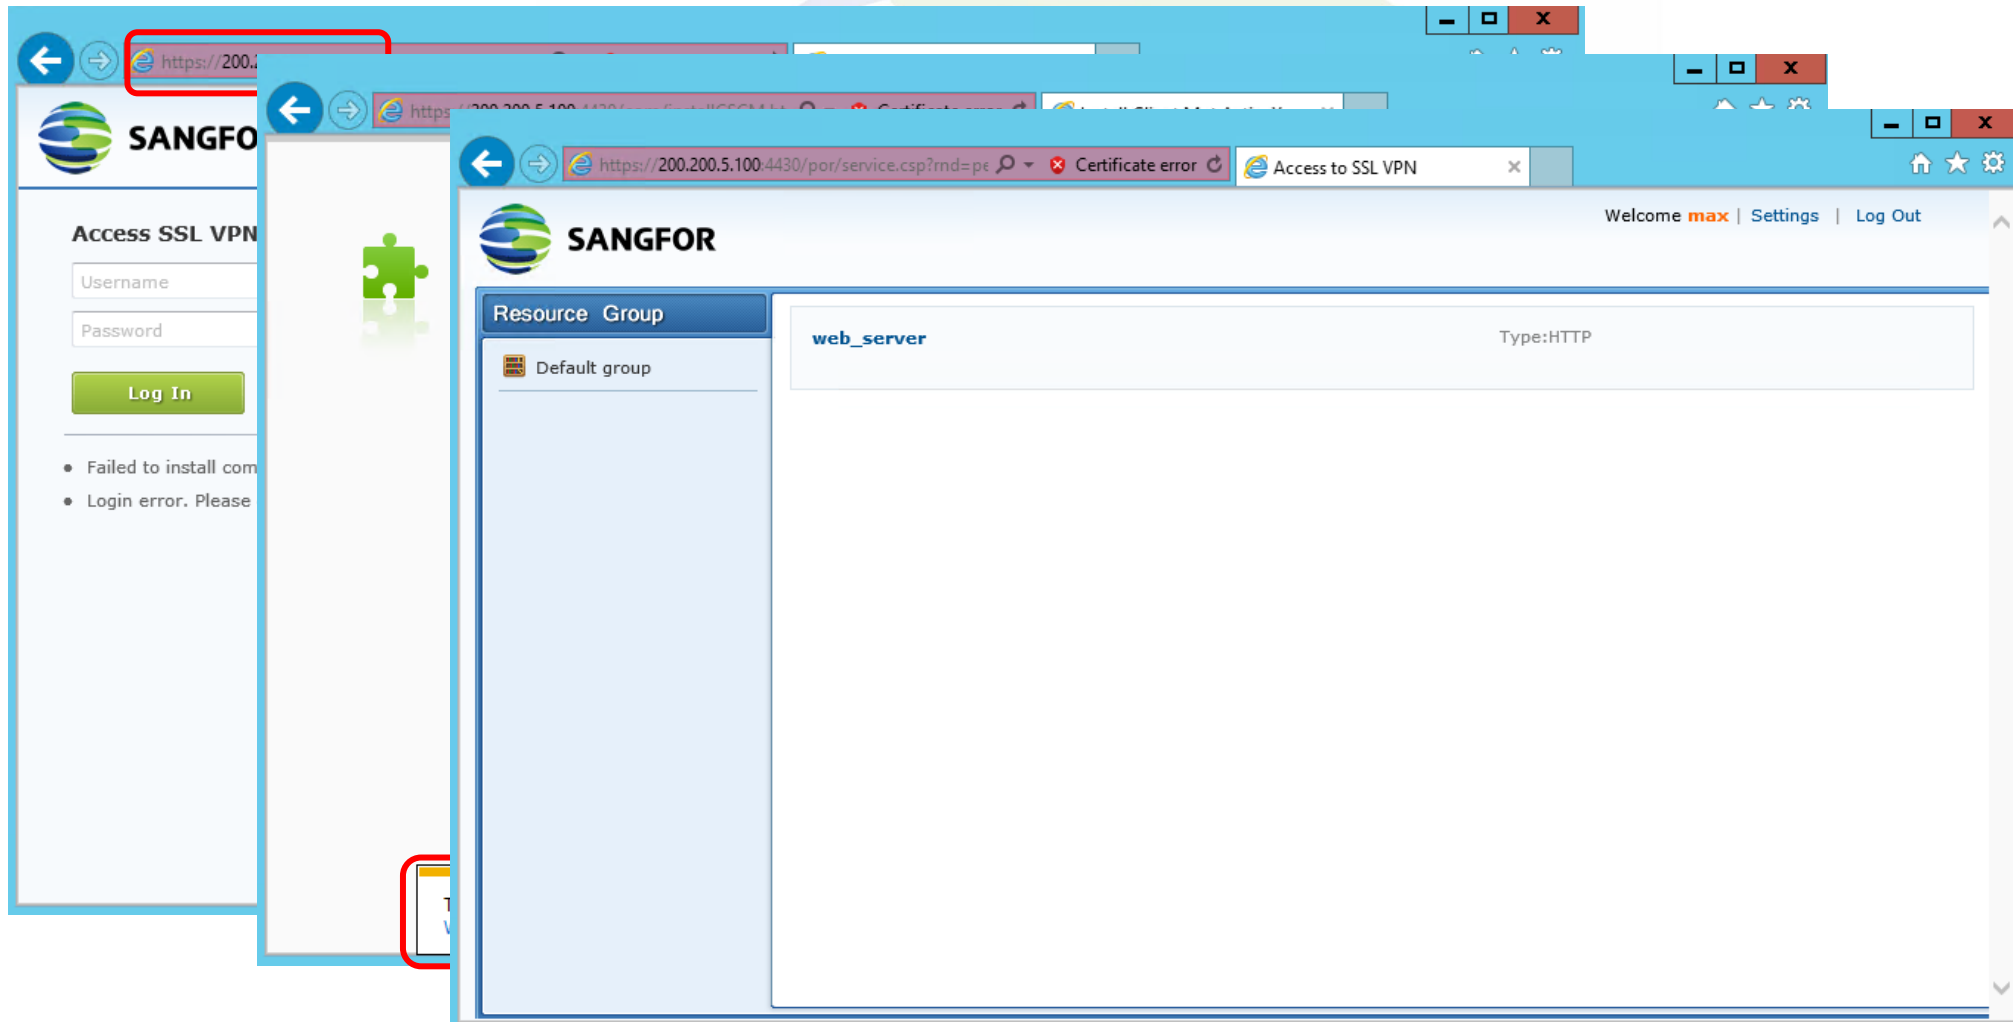 https://200.2
SANGFO
Access SSL VPN
Username
Password
Log In
Failed to install com
Login error. Please
https
https://200.200.5.100:4430/por/service.csp?rnd=pe
Certificate error
Access to SSL VPN
SANGFOR
Welcome max | Settings | Log Out
Resource Group
Default group
web_server
Type:HTTP